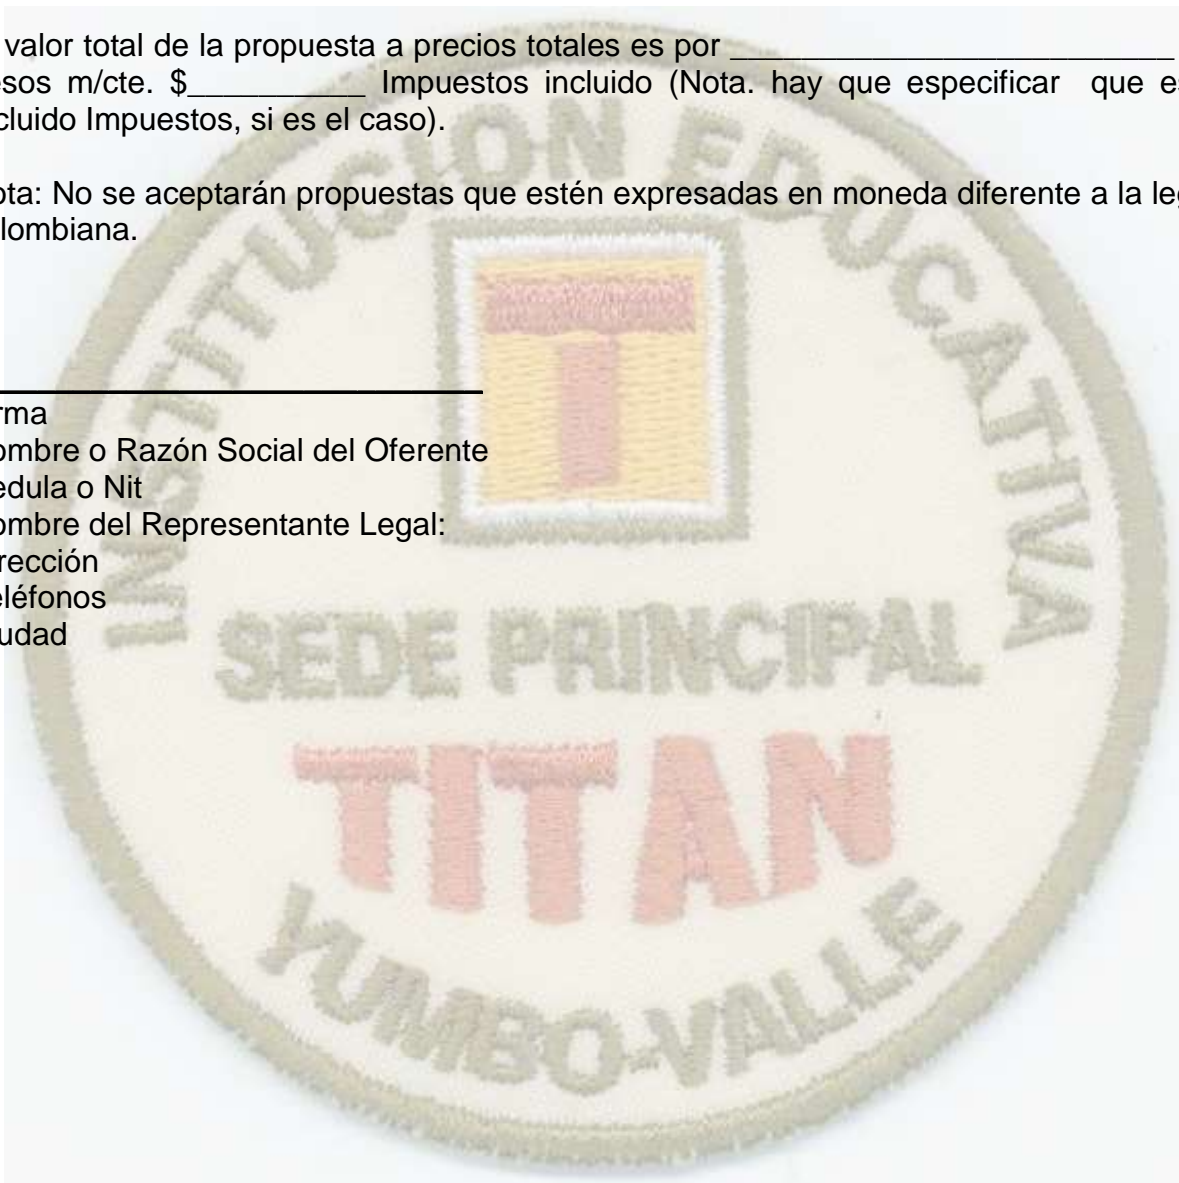 valor total de la propuesta a precios totales es por _________________________
esos m/cte. $__________ Impuestos incluido (Nota. hay que especificar que es
cluido Impuestos, si es el caso).
ota: No se aceptarán propuestas que estén expresadas en moneda diferente a la leg
lombiana.
rma
ombre o Razón Social del Oferente
edula o Nit
ombre del Representante Legal:
rección
eléfonos
udad
INSTITUCION EDUCATIVA
T
SEDE PRINCIPAL
TITAN
YUMBO-VALLE